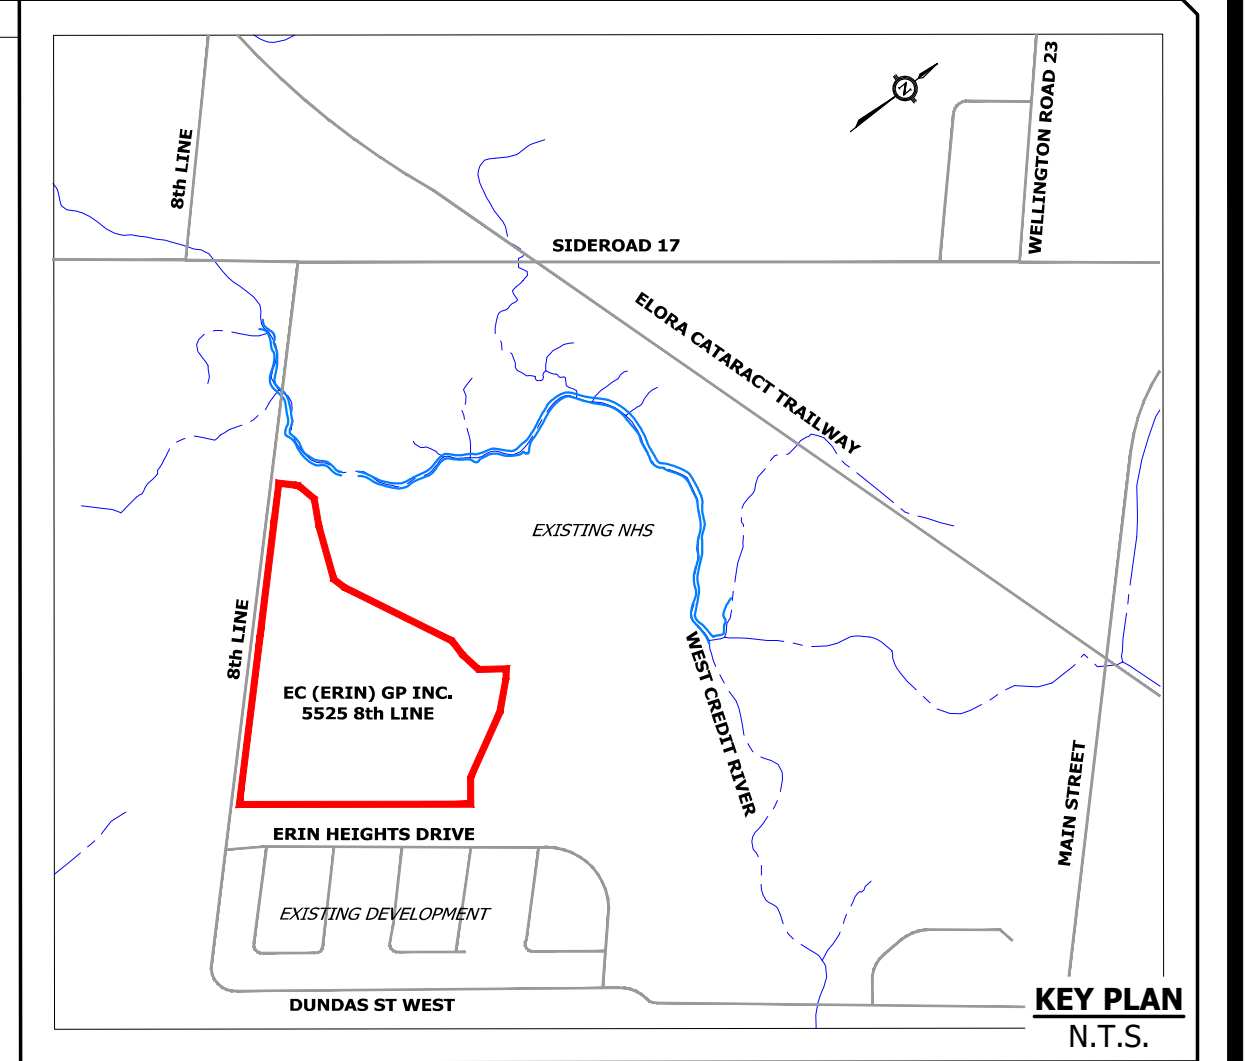 WELLINGTON ROAD 23
N
8th LINE
SIDEROAD 17
ELORA CATARACT TRAILWAY
EXISTING NHS
8th LINE
WEST CREDIT RIVER
EC (ERIN) GP INC.
5525 8th LINE
MAIN STREET
ERIN HEIGHTS DRIVE
EXISTING DEVELOPMENT
DUNDAS ST WEST
KEY PLAN
N.T.S.